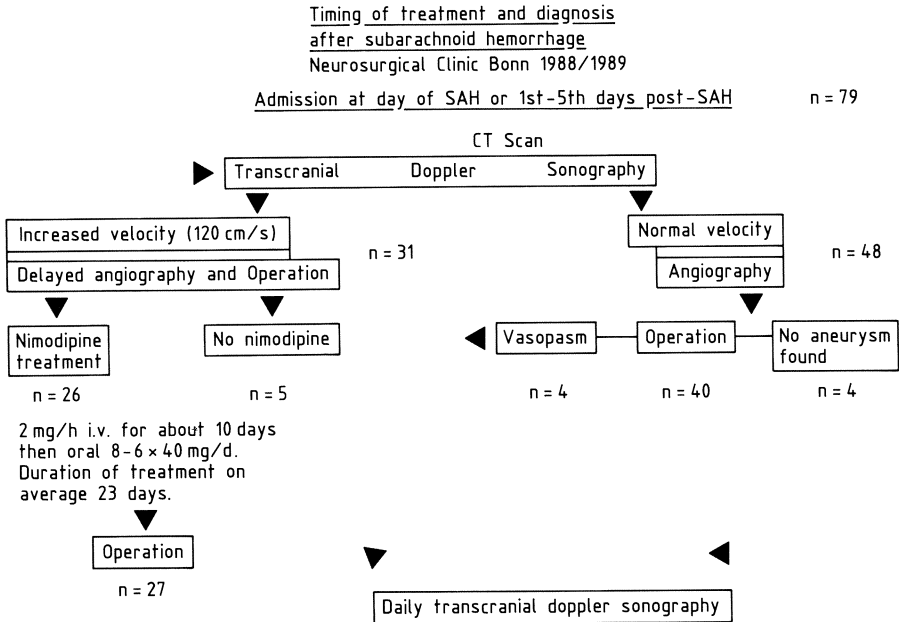 Timing of treatment and diagnosis
after subarachnoid hemorrhage
Neurosurgical Clinic Bonn 1988/1989
Admission at day of SAH or 1st-5th days post-SAH n = 79
CT Scan
Transcranial Doppler Sonography
Increased velocity (120 cm/s)
Delayed angiography and Operation
n = 31
Normal velocity
Angiography
n = 48
Nimodipine
treatment
n = 26
No nimodipine
n = 5
Vasopasm
n = 4
Operation
n = 40
No aneurysm
found
n = 4
2 mg/h i.v. for about 10 days
then oral 8-6 × 40 mg/d.
Duration of treatment on
average 23 days.
Operation
n = 27
Daily transcranial doppler sonography